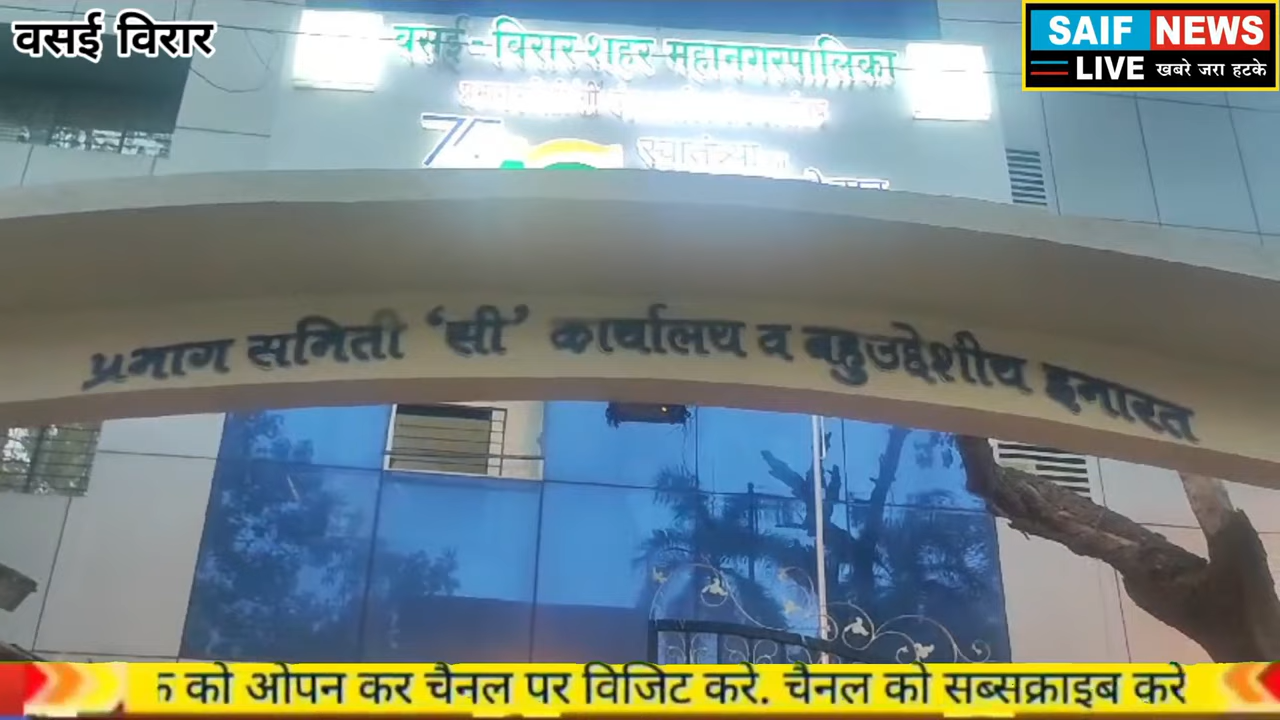 वसई विरार
SAIF NEWS
LIVE खबरे जरा हटके
वसई - विरार शहर महानगरपालिका
75
स्वातंत्र्या
प्रभाग समिती ‘सी’ कार्यालय व बहुउद्देशीय इमारत
को ओपन कर चैनल पर विजिट करे. चैनल को सब्सक्राइब करे